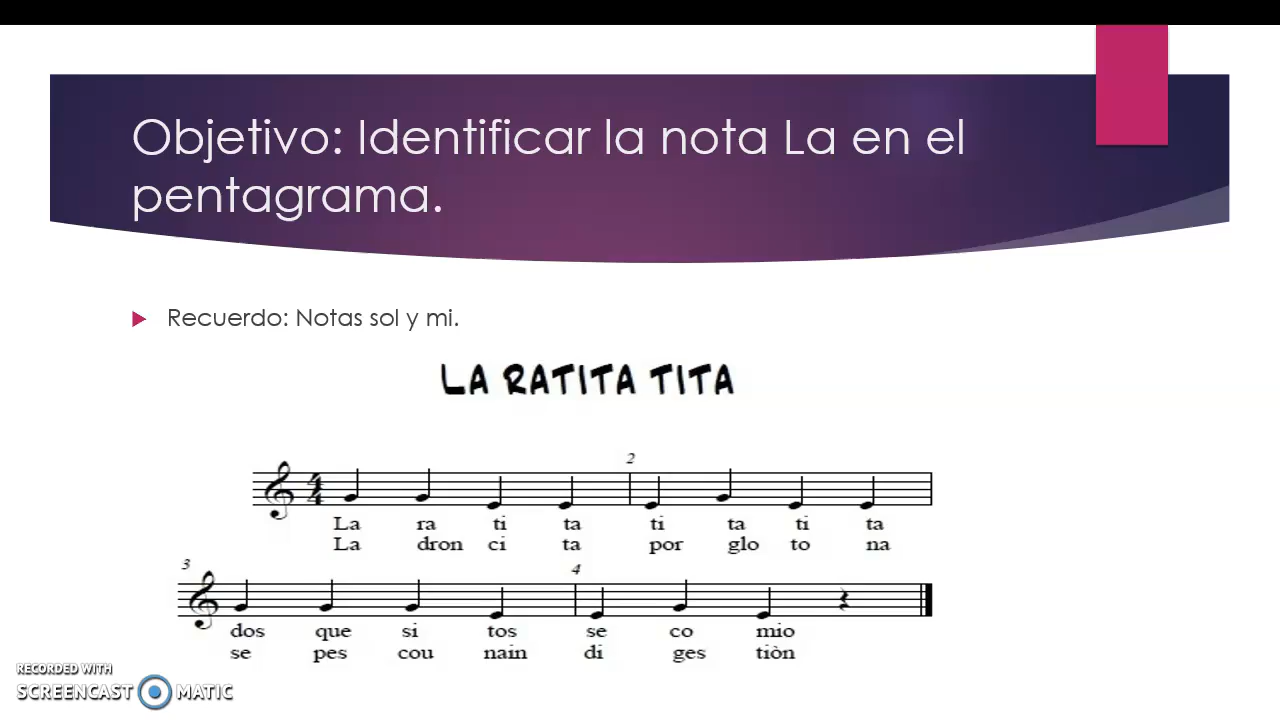 Objetivo: Identificar la nota La en el
pentagrama.
Recuerdo: Notas sol y mi.
LA RATITA TITA
2
4
4
La ra ti ta ti ta ti ta
La dron ci ta por glo to na
3
4
dos que si tos se co mio
se pes cou nain di ges tiòn
RECORDED WITH
SCREENCAST MATIC